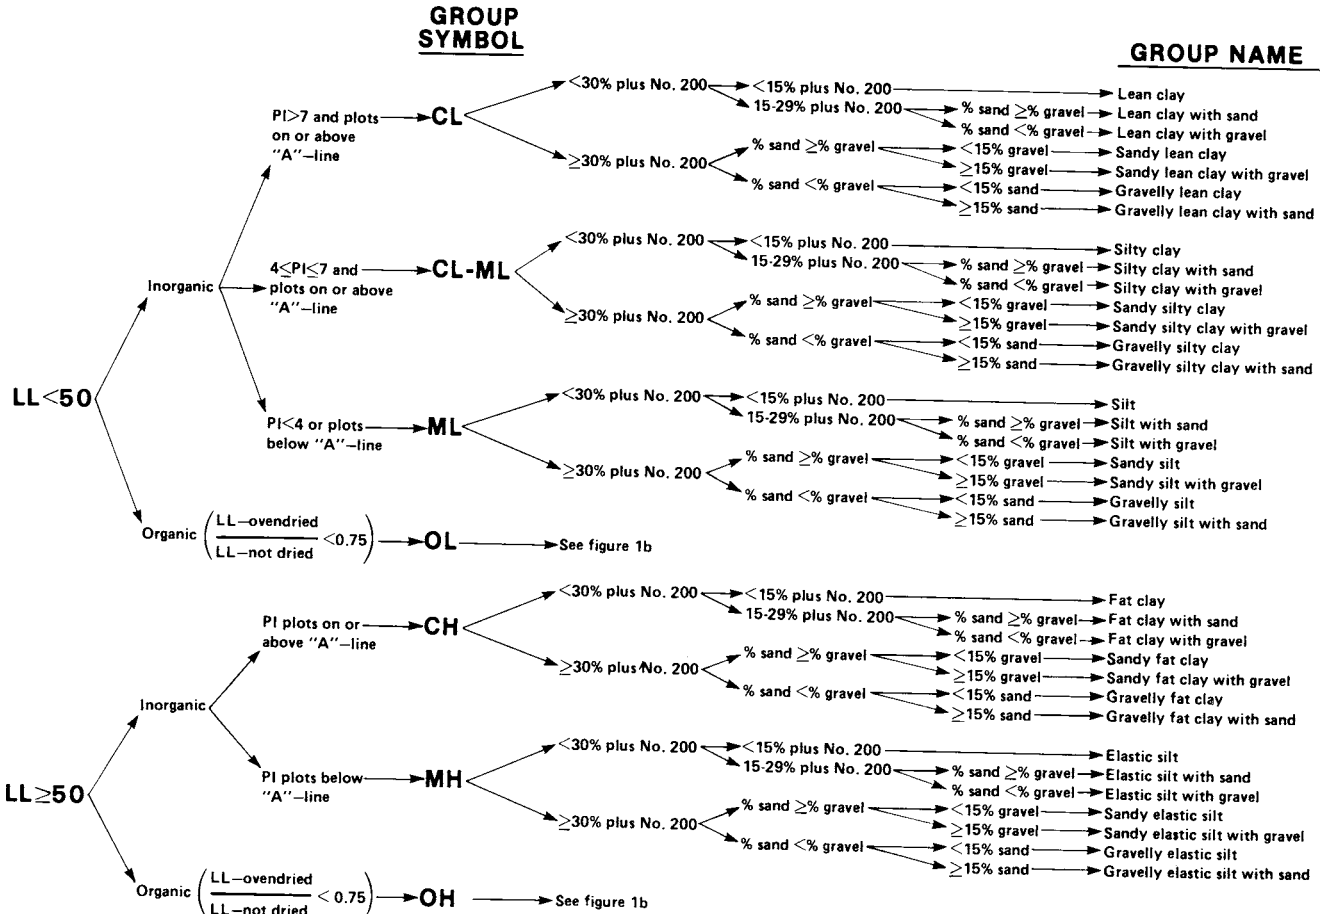 GROUP
SYMBOL
GROUP NAME
LL<50
Inorganic
PI>7 and plots
on or above
"A"—line
CL
<30% plus No. 200
<15% plus No. 200
Lean clay
15-29% plus No. 200
% sand ≥% gravel
Lean clay with sand
% sand <% gravel
Lean clay with gravel
≥30% plus No. 200
% sand ≥% gravel
<15% gravel
Sandy lean clay
≥15% gravel
Sandy lean clay with gravel
% sand <% gravel
<15% sand
Gravelly lean clay
≥15% sand
Gravelly lean clay with sand
4≤PI≤7 and
plots on or above
"A"—line
CL-ML
<30% plus No. 200
<15% plus No. 200
Silty clay
15-29% plus No. 200
% sand ≥% gravel
Silty clay with sand
% sand <% gravel
Silty clay with gravel
≥30% plus No. 200
% sand ≥% gravel
<15% gravel
Sandy silty clay
≥15% gravel
Sandy silty clay with gravel
% sand <% gravel
<15% sand
Gravelly silty clay
≥15% sand
Gravelly silty clay with sand
PI<4 or plots
below "A"—line
ML
<30% plus No. 200
<15% plus No. 200
Silt
15-29% plus No. 200
% sand ≥% gravel
Silt with sand
% sand <% gravel
Silt with gravel
≥30% plus No. 200
% sand ≥% gravel
<15% gravel
Sandy silt
≥15% gravel
Sandy silt with gravel
% sand <% gravel
<15% sand
Gravelly silt
≥15% sand
Gravelly silt with sand
Organic
LL—ovendried
LL—not dried
<0.75
OL
See figure 1b
LL≥50
Inorganic
PI plots on or
above "A"—line
CH
<30% plus No. 200
<15% plus No. 200
Fat clay
15-29% plus No. 200
% sand ≥% gravel
Fat clay with sand
% sand <% gravel
Fat clay with gravel
≥30% plus No. 200
% sand ≥% gravel
<15% gravel
Sandy fat clay
≥15% gravel
Sandy fat clay with gravel
% sand <% gravel
<15% sand
Gravelly fat clay
≥15% sand
Gravelly fat clay with sand
PI plots below
"A"—line
MH
<30% plus No. 200
<15% plus No. 200
Elastic silt
15-29% plus No. 200
% sand ≥% gravel
Elastic silt with sand
% sand <% gravel
Elastic silt with gravel
≥30% plus No. 200
% sand ≥% gravel
<15% gravel
Sandy elastic silt
≥15% gravel
Sandy elastic silt with gravel
% sand <% gravel
<15% sand
Gravelly elastic silt
≥15% sand
Gravelly elastic silt with sand
Organic
LL—ovendried
LL—not dried
<0.75
OH
See figure 1b